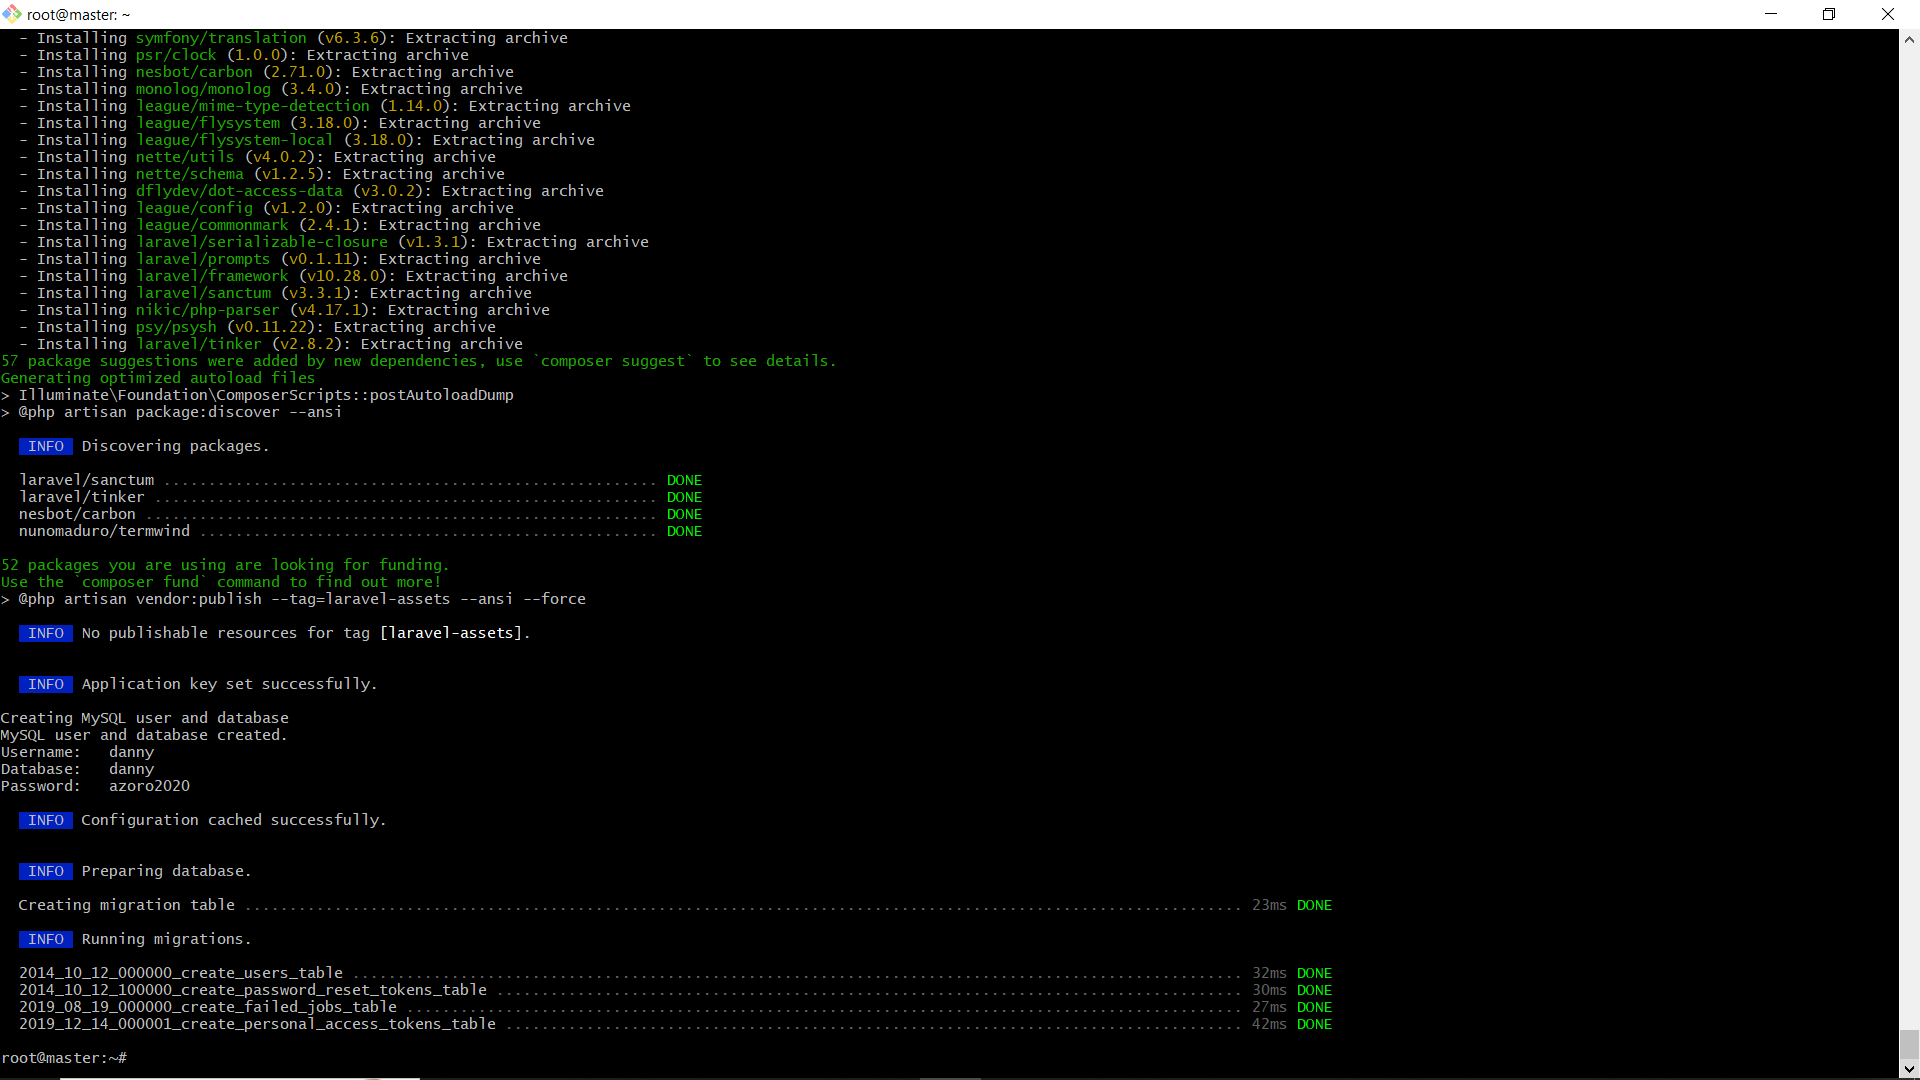 root@master: ~
- Installing symfony/translation (v6.3.6): Extracting archive
- Installing psr/clock (1.0.0): Extracting archive
- Installing nesbot/carbon (2.71.0): Extracting archive
- Installing monolog/monolog (3.4.0): Extracting archive
- Installing league/mime-type-detection (1.14.0): Extracting archive
- Installing league/flysystem (3.18.0): Extracting archive
- Installing league/flysystem-local (3.18.0): Extracting archive
- Installing nette/utils (v4.0.2): Extracting archive
- Installing nette/schema (v1.2.5): Extracting archive
- Installing dflydev/dot-access-data (v3.0.2): Extracting archive
- Installing league/config (v1.2.0): Extracting archive
- Installing league/commonmark (2.4.1): Extracting archive
- Installing laravel/serializable-closure (v1.3.1): Extracting archive
- Installing laravel/prompts (v0.1.11): Extracting archive
- Installing laravel/framework (v10.28.0): Extracting archive
- Installing laravel/sanctum (v3.3.1): Extracting archive
- Installing nikic/php-parser (v4.17.1): Extracting archive
- Installing psy/psysh (v0.11.22): Extracting archive
- Installing laravel/tinker (v2.8.2): Extracting archive
57 package suggestions were added by new dependencies, use `composer suggest` to see details.
Generating optimized autoload files
> Illuminate\Foundation\ComposerScripts::postAutoloadDump
> @php artisan package:discover --ansi
INFO Discovering packages.
laravel/sanctum ....................................................... DONE
laravel/tinker ........................................................ DONE
nesbot/carbon ......................................................... DONE
nunomaduro/termwind ................................................... DONE
52 packages you are using are looking for funding.
Use the `composer fund` command to find out more!
> @php artisan vendor:publish --tag=laravel-assets --ansi --force
INFO No publishable resources for tag [laravel-assets].
INFO Application key set successfully.
Creating MySQL user and database
MySQL user and database created.
Username: danny
Database: danny
Password: azoro2020
INFO Configuration cached successfully.
INFO Preparing database.
Creating migration table ............................................................................................................... 23ms DONE
INFO Running migrations.
2014_10_12_000000_create_users_table ................................................................................................... 32ms DONE
2014_10_12_100000_create_password_reset_tokens_table ................................................................................... 30ms DONE
2019_08_19_000000_create_failed_jobs_table ............................................................................................. 27ms DONE
2019_12_14_000001_create_personal_access_tokens_table .................................................................................. 42ms DONE
root@master:~#